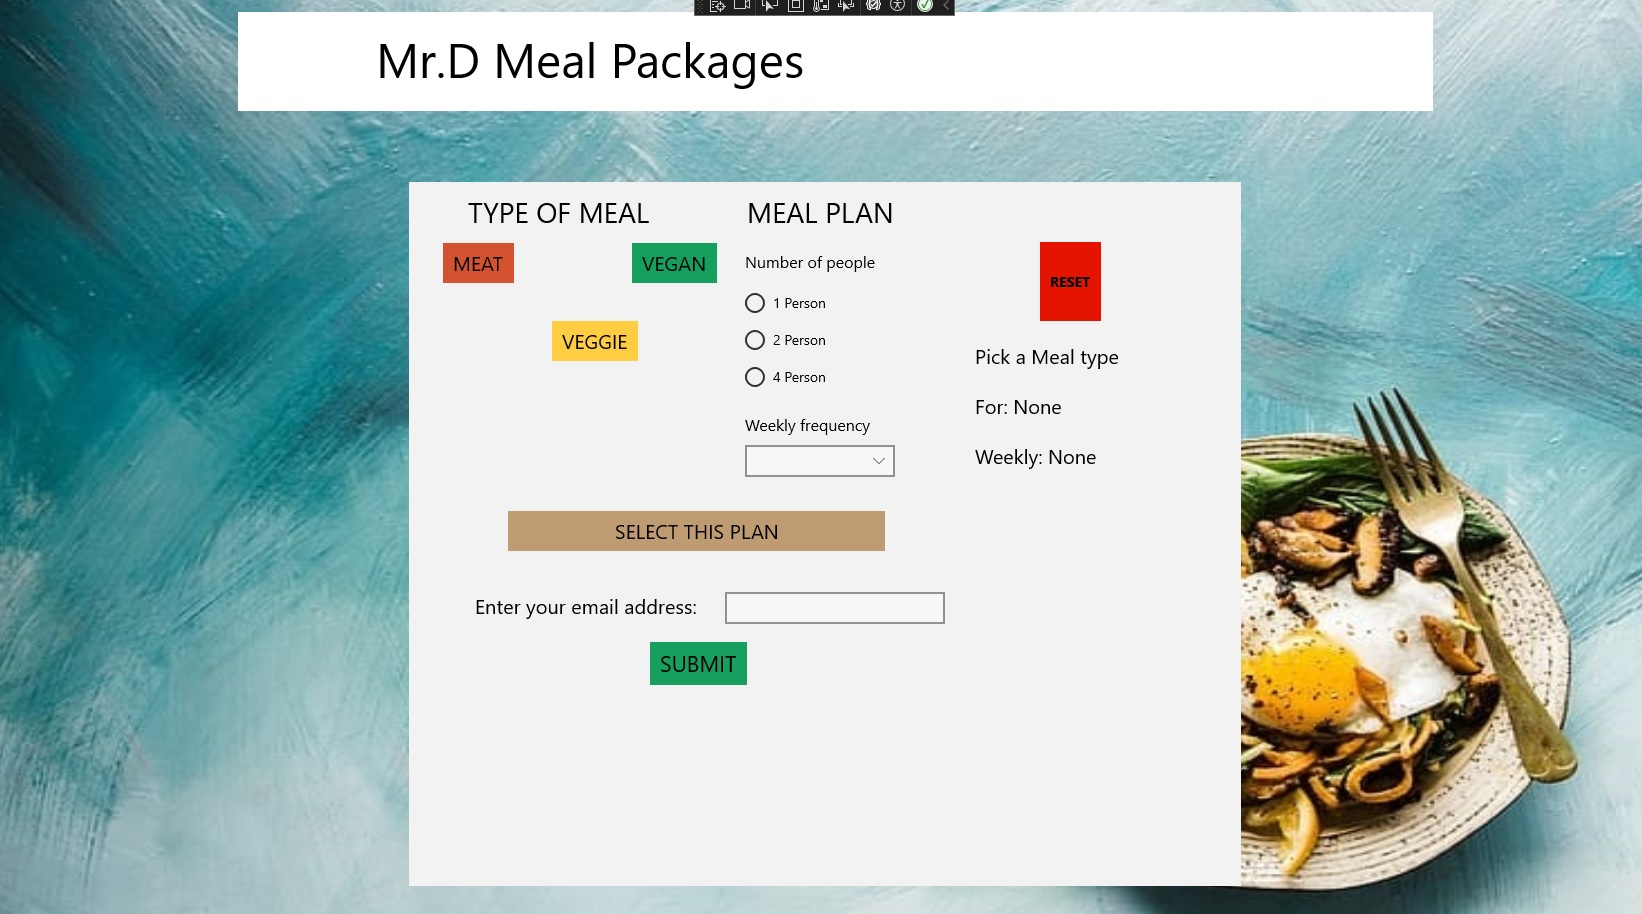 Mr.D Meal Packages
TYPE OF MEAL
MEAT
VEGAN
VEGGIE
MEAL PLAN
Number of people
1 Person
2 Person
4 Person
Weekly frequency
RESET
Pick a Meal type
For: None
Weekly: None
SELECT THIS PLAN
Enter your email address:
SUBMIT